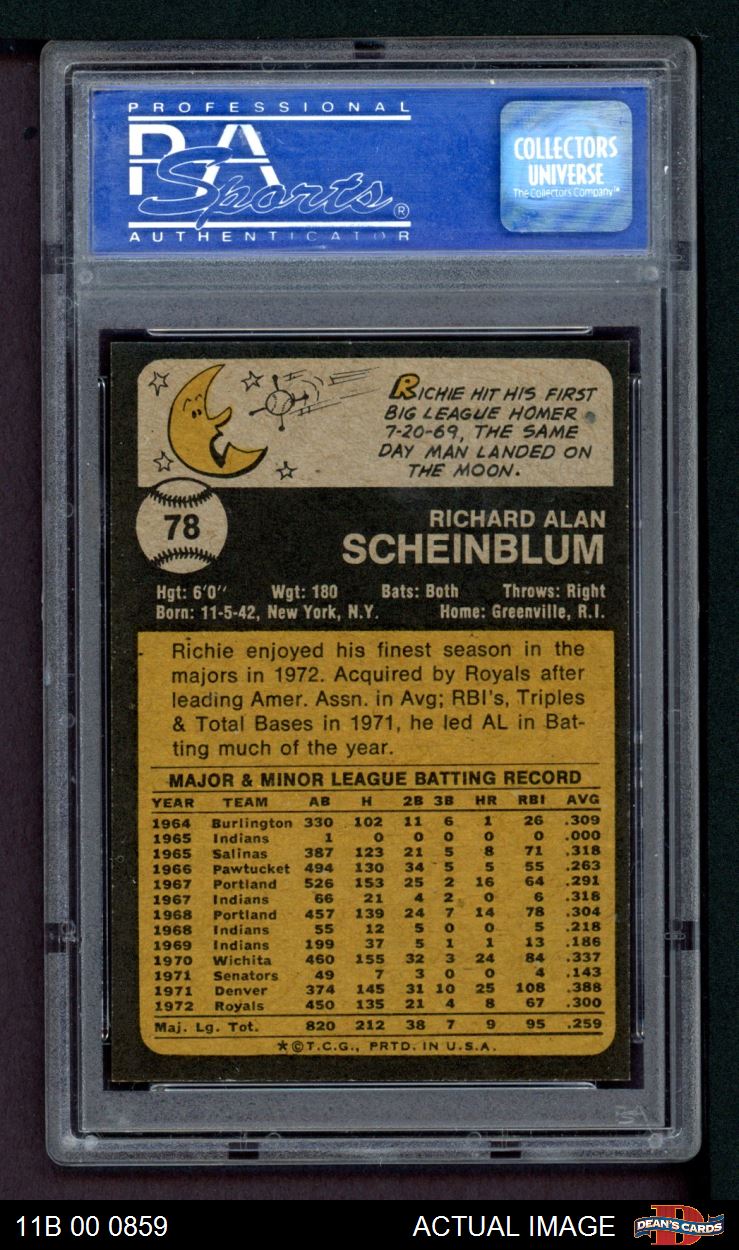 PROFESSIONAL
PSA
Sports®
AUTHENTICATOR
COLLECTORS
UNIVERSE
The Collectors Company™
RICHIE HIT HIS FIRST
BIG LEAGUE HOMER
7-20-69, THE SAME
DAY MAN LANDED ON
THE MOON.
78
RICHARD ALAN
SCHEINBLUM
Hgt: 6'0'' Wgt: 180 Bats: Both Throws: Right
Born: 11-5-42, New York, N.Y. Home: Greenville, R.I.
Richie enjoyed his finest season in the
majors in 1972. Acquired by Royals after
leading Amer. Assn. in Avg; RBI's, Triples
& Total Bases in 1971, he led AL in Bat-
ting much of the year.
MAJOR & MINOR LEAGUE BATTING RECORD
YEAR TEAM AB H 2B 3B HR RBI AVG
1964 Burlington 330 102 11 6 1 26 .309
1965 Indians 1 0 0 0 0 0 .000
1965 Salinas 387 123 21 5 8 71 .318
1966 Pawtucket 494 130 34 5 5 55 .263
1967 Portland 526 153 25 2 16 64 .291
1967 Indians 66 21 4 2 0 6 .318
1968 Portland 457 139 24 7 14 78 .304
1968 Indians 55 12 5 0 0 5 .218
1969 Indians 199 37 5 1 1 13 .186
1970 Wichita 460 155 32 3 24 84 .337
1971 Senators 49 7 3 0 0 4 .143
1971 Denver 374 145 31 10 25 108 .388
1972 Royals 450 135 21 4 8 67 .300
Maj. Lg. Tot. 820 212 38 7 9 95 .259
★©T.C.G., PRTD. IN U.S.A.
PSA
11B 00 0859 ACTUAL IMAGE
DEAN'S CARDS